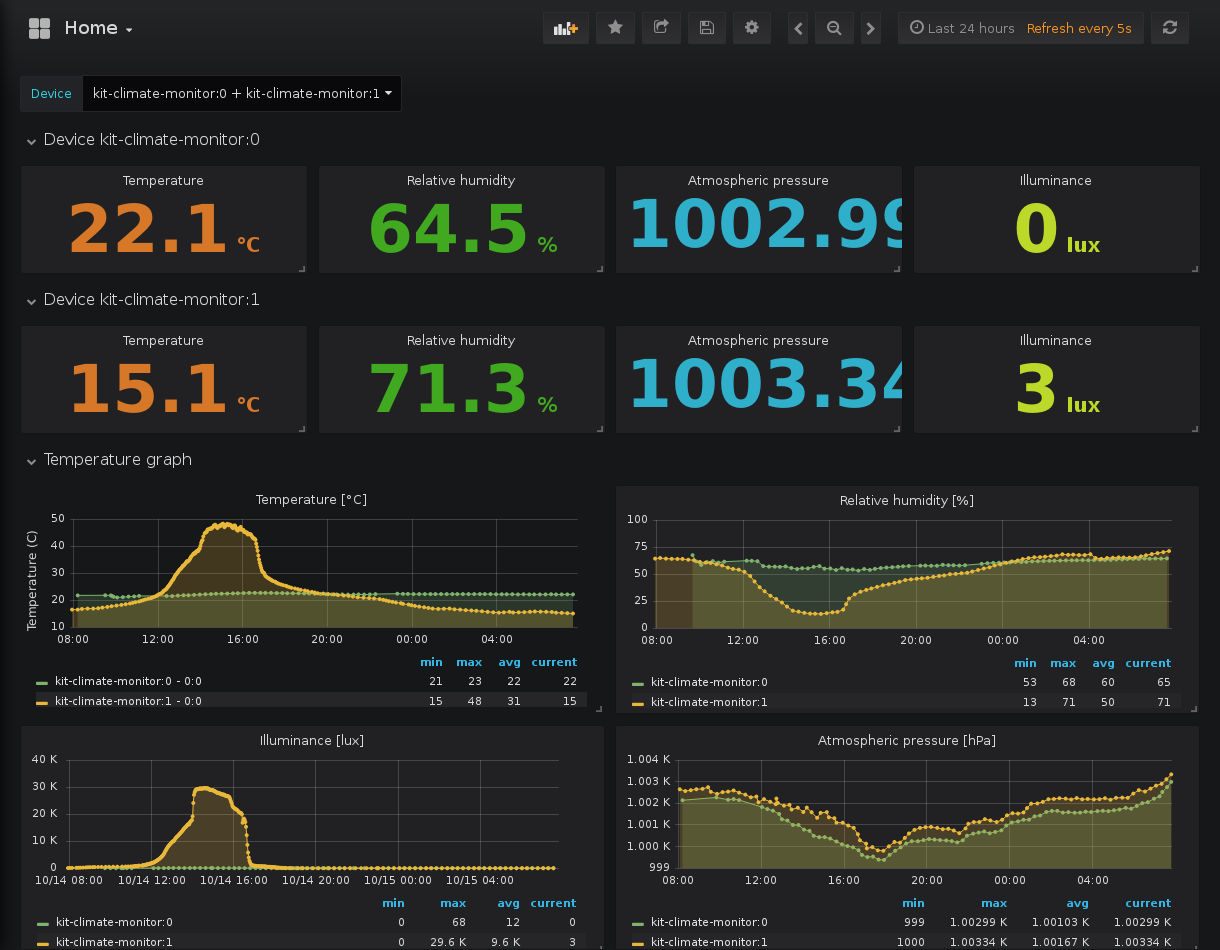 Home
Last 24 hours Refresh every 5s
Device kit-climate-monitor:0 + kit-climate-monitor:1
Device kit-climate-monitor:0
Temperature Relative humidity Atmospheric pressure Illuminance
22.1 °C 64.5 % 1002.99 0 lux
Device kit-climate-monitor:1
Temperature Relative humidity Atmospheric pressure Illuminance
15.1 °C 71.3 % 1003.34 3 lux
Temperature graph
Temperature [°C]
Temperature (C)
50
40
30
20
10
08:00 12:00 16:00 20:00 00:00 04:00
min max avg current
kit-climate-monitor:0 - 0:0 21 23 22 22
kit-climate-monitor:1 - 0:0 15 48 31 15
Relative humidity [%]
100
75
50
25
0
08:00 12:00 16:00 20:00 00:00 04:00
min max avg current
kit-climate-monitor:0 53 68 60 65
kit-climate-monitor:1 13 71 50 71
Illuminance [lux]
40 K
30 K
20 K
10 K
0
10/14 08:00 10/14 12:00 10/14 16:00 10/14 20:00 10/15 00:00 10/15 04:00
min max avg current
kit-climate-monitor:0 0 68 12 0
kit-climate-monitor:1 0 29.6 K 9.6 K 3
Atmospheric pressure [hPa]
1.004 K
1.003 K
1.002 K
1.001 K
1.000 K
999
08:00 12:00 16:00 20:00 00:00 04:00
min max avg current
kit-climate-monitor:0 999 1.00299 K 1.00103 K 1.00299 K
kit-climate-monitor:1 1000 1.00334 K 1.00167 K 1.00334 K